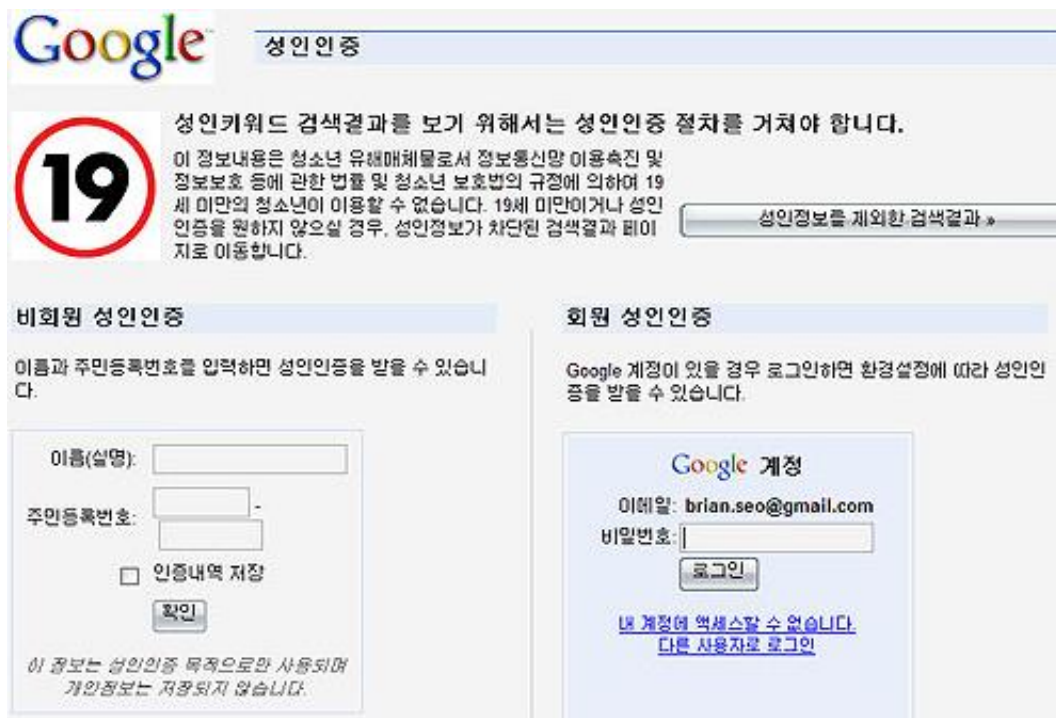 Google 성인인증
19
성인키워드 검색결과를 보기 위해서는 성인인증 절차를 거쳐야 합니다.
이 정보내용은 청소년 유해매체물로서 정보통신망 이용촉진 및
정보보호 등에 관한 법률 및 청소년 보호법의 규정에 의하여 19
세 미만의 청소년이 이용할 수 없습니다. 19세 미만이거나 성인
인증을 원하지 않으실 경우, 성인정보가 차단된 검색결과 페이
지로 이동합니다.
성인정보를 제외한 검색결과 »
비회원 성인인증
이름과 주민등록번호를 입력하면 성인인증을 받을 수 있습니
다.
이름(실명):
주민등록번호:
-
인증내역 저장
확인
이 정보는 성인인증 목적으로만 사용되며
개인정보는 저장되지 않습니다.
회원 성인인증
Google 계정이 있을 경우 로그인하면 환경설정에 따라 성인인
증을 받을 수 있습니다.
Google 계정
이메일: brian.seo@gmail.com
비밀번호:
로그인
내 계정에 액세스할 수 없습니다.
다른 사용자로 로그인